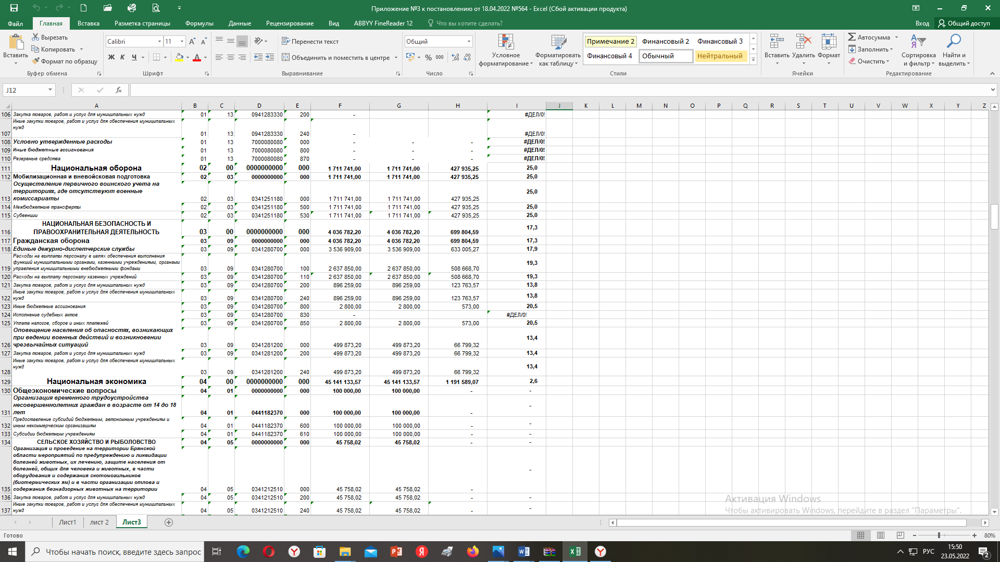 Приложение №3 к постановлению от 18.04.2022 №564 - Excel (Сбой активации продукта)
Файл Главная Вставка Разметка страницы Формулы Данные Рецензирование Вид ABBYY FineReader 12 Что вы хотите сделать? Вход Общий доступ
Вставить
Вырезать
Копировать
Формат по образцу
Буфер обмена
Calibri 11
Ж К Ч
Шрифт
Перенести текст
Объединить и поместить в центре
Выравнивание
Общий
% 000
Число
Условное форматирование
Форматировать как таблицу
Примечание 2 Финансовый 2 Финансовый 3
Финансовый 4 Обычный Нейтральный
Стили
Вставить Удалить Формат
Ячейки
Автосумма
Заполнить
Очистить
Сортировка и фильтр
Найти и выделить
Редактирование
J12 fx
A B C D E F G H I J K L M N O P Q R S T U V W X Y Z
106 Закупка товаров, работ и услуг для муниципальных нужд 01 13 0941283330 200 - #ДЕЛ/0!
Иные закупки товаров, работ и услуг для обеспечения муниципальных
нужд
107 01 13 0941283330 240 - #ДЕЛ/0!
108 Условно утвержденные расходы 01 13 7000080080 000 - - - #ДЕЛ/0!
109 Иные бюджетные ассигнования 01 13 7000080080 800 - - - #ДЕЛ/0!
110 Резервные средства 01 13 7000080080 870 - - - #ДЕЛ/0!
111 Национальная оборона 02 00 0000000000 000 1 711 741,00 1 711 741,00 427 935,25 25,0
112 Мобилизационная и вневойсковая подготовка 02 03 0000000000 000 1 711 741,00 1 711 741,00 427 935,25 25,0
Осуществление первичного воинского учета на
территориях, где отсутствуют военные
113 комиссариаты 02 03 0341251180 000 1 711 741,00 1 711 741,00 427 935,25 25,0
114 Межбюджетные трансферты 02 03 0341251180 500 1 711 741,00 1 711 741,00 427 935,25 25,0
115 Субвенции 02 03 0341251180 530 1 711 741,00 1 711 741,00 427 935,25 25,0
НАЦИОНАЛЬНАЯ БЕЗОПАСНОСТЬ И
116 ПРАВООХРАНИТЕЛЬНАЯ ДЕЯТЕЛЬНОСТЬ 03 00 0000000000 000 4 036 782,20 4 036 782,20 699 804,59 17,3
117 Гражданская оборона 03 09 0000000000 000 4 036 782,20 4 036 782,20 699 804,59 17,3
118 Единые дежурно-диспетчерские службы 03 09 0341280700 000 3 536 909,00 3 536 909,00 633 005,27 17,9
Расходы на выплаты персоналу в целях обеспечения выполнения
функций муниципальными органами, казенными учреждениями, органами
119 управления муниципальными внебюджетными фондами 03 09 0341280700 100 2 637 850,00 2 637 850,00 508 668,70 19,3
120 Расходы на выплату персоналу казенных учреждений 03 09 0341280700 110 2 637 850,00 2 637 850,00 508 668,70 19,3
121 Закупка товаров, работ и услуг для муниципальных нужд 03 09 0341280700 200 896 259,00 896 259,00 123 763,57 13,8
Иные закупки товаров, работ и услуг для обеспечения муниципальных
122 нужд 03 09 0341280700 240 896 259,00 896 259,00 123 763,57 13,8
123 Иные бюджетные ассигнования 03 09 0341280700 800 2 800,00 2 800,00 573,00 20,5
124 Исполнение судебных актов 03 09 0341280700 830 - #ДЕЛ/0!
125 Уплата налогов, сборов и иных платежей 03 09 0341280700 850 2 800,00 2 800,00 573,00 20,5
Оповещение населения об опасностях, возникающих
при ведении военных действий и возникновении
126 чрезвычайных ситуаций 03 09 0341281200 000 499 873,20 499 873,20 66 799,32 13,4
127 Закупка товаров, работ и услуг для муниципальных нужд 03 09 0341281200 200 499 873,20 499 873,20 66 799,32 13,4
Иные закупки товаров, работ и услуг для обеспечения муниципальных
нужд
128 03 09 0341281200 240 499 873,20 499 873,20 66 799,32 13,4
129 Национальная экономика 04 00 0000000000 000 45 141 133,57 45 141 133,57 1 191 589,07 2,6
130 Общеэкономические вопросы 04 01 0000000000 000 100 000,00 100 000,00 - -
Организация временного трудоустройства
несовершеннолетних граждан в возрасте от 14 до 18
131 лет 04 01 0441182370 000 100 000,00 100 000,00 - -
Предоставление субсидий бюджетным, автономным учреждениям и
132 иным некоммерческим организациям 04 01 0441182370 600 100 000,00 100 000,00 - -
133 Субсидии бюджетным учреждениям 04 01 0441182370 610 100 000,00 100 000,00 - -
134 СЕЛЬСКОЕ ХОЗЯЙСТВО И РЫБОЛОВСТВО 04 05 0000000000 000 45 758,02 45 758,02 - -
Организация и проведение на территории Брянской
области мероприятий по предупреждению и ликвидации
болезней животных, их лечению, защите населения от
болезней, общих для человека и животных, в части
оборудования и содержания скотомогильников
(биотермических ям) и в части организации отлова и
135 содержания безнадзорных животных на территории 04 05 0341212510 000 45 758,02 45 758,02 - -
136 Закупка товаров, работ и услуг для муниципальных нужд 04 05 0341212510 200 45 758,02 45 758,02 - -
Иные закупки товаров, работ и услуг для обеспечения муниципальных
137 нужд 04 05 0341212510 240 45 758,02 45 758,02 - -
Активация Windows
Чтобы активировать Windows, перейдите в раздел "Параметры".
Лист1 лист 2 Лист3
Готово 80%
Чтобы начать поиск, введите здесь запрос
РУС 15:50
23.05.2022
2